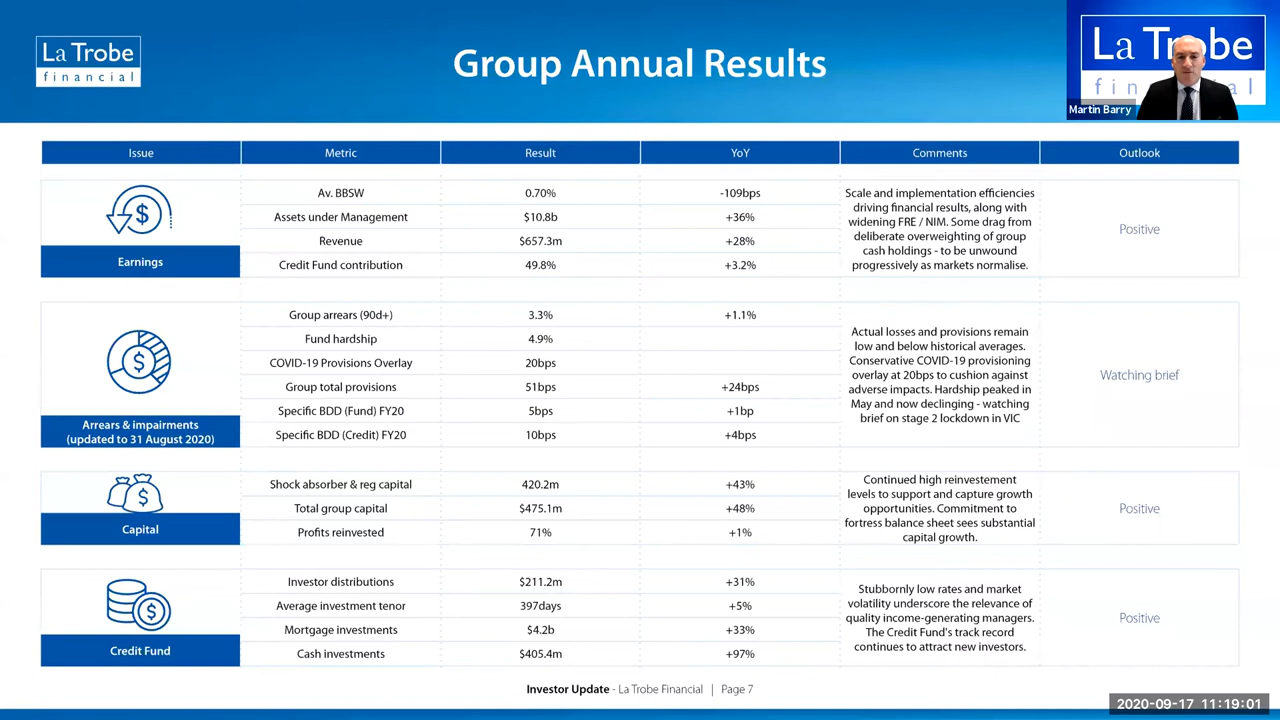 La Trobe
financial
Group Annual Results
La Trobe
financial
Martin Barry
Issue Metric Result YoY Comments Outlook
Earnings
Av. BBSW 0.70% -109bps
Assets under Management $10.8b +36%
Revenue $657.3m +28%
Credit Fund contribution 49.8% +3.2%
Scale and implementation efficiencies
driving financial results, along with
widening FRE / NIM. Some drag from
deliberate overweighting of group
cash holdings - to be unwound
progressively as markets normalise.
Positive
Arrears & impairments
(updated to 31 August 2020)
Group arrears (90d+) 3.3% +1.1%
Fund hardship 4.9%
COVID-19 Provisions Overlay 20bps
Group total provisions 51bps +24bps
Specific BDD (Fund) FY20 5bps +1bp
Specific BDD (Credit) FY20 10bps +4bps
Actual losses and provisions remain
low and below historical averages.
Conservative COVID-19 provisioning
overlay at 20bps to cushion against
adverse impacts. Hardship peaked in
May and now declinging - watching
brief on stage 2 lockdown in VIC
Watching brief
Capital
Shock absorber & reg capital 420.2m +43%
Total group capital $475.1m +48%
Profits reinvested 71% +1%
Continued high reinvestement
levels to support and capture growth
opportunities. Commitment to
fortress balance sheet sees substantial
capital growth.
Positive
Credit Fund
Investor distributions $211.2m +31%
Average investment tenor 397days +5%
Mortgage investments $4.2b +33%
Cash investments $405.4m +97%
Stubbornly low rates and market
volatility underscore the relevance of
quality income-generating managers.
The Credit Fund's track record
continues to attract new investors.
Positive
Investor Update - La Trobe Financial | Page 7
2020-09-17 11:19:01